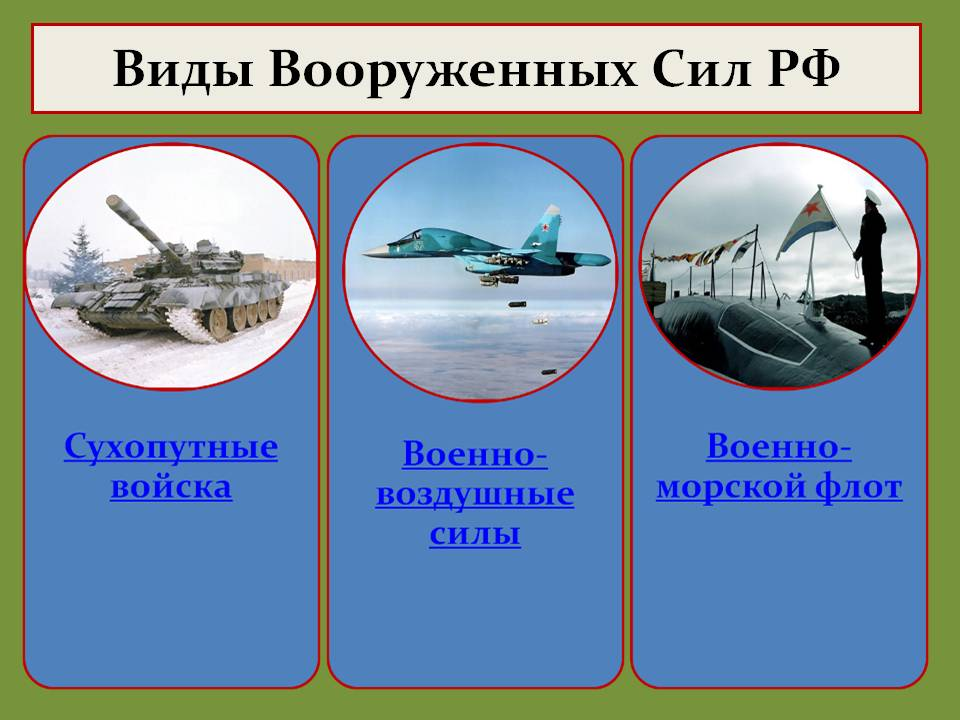 Виды Вооруженных Сил РФ
Сухопутные
войска
Военно-
воздушные
силы
Военно-
морской флот